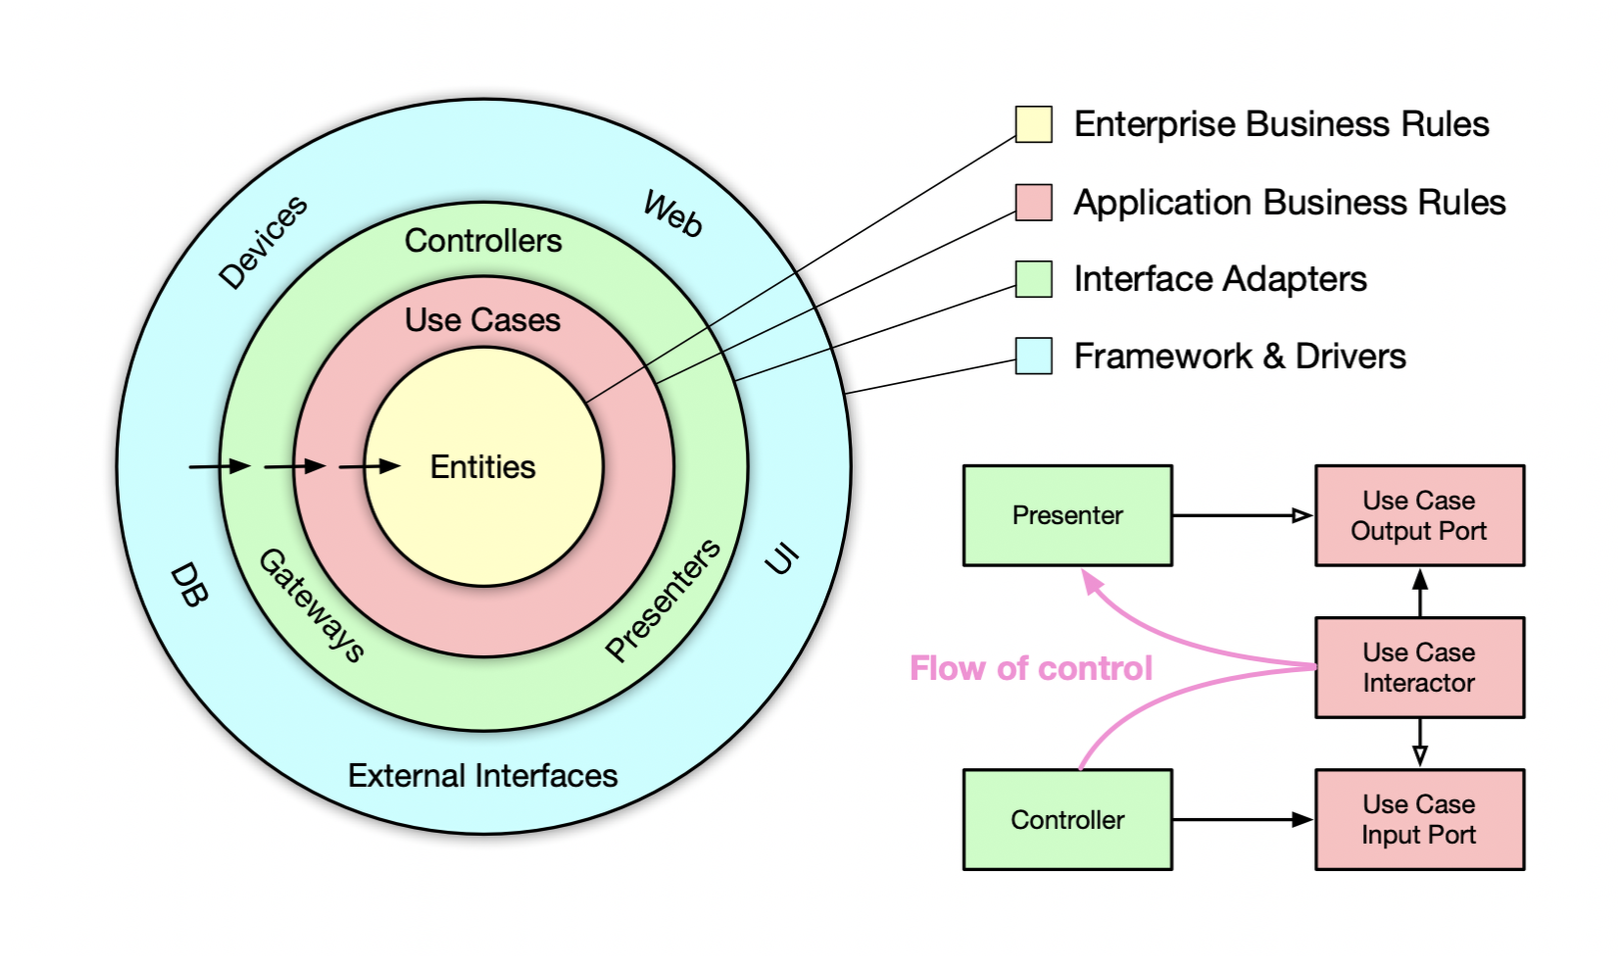 Devices
Web
Controllers
Use Cases
Entities
DB
Gateways
Presenters
UI
External Interfaces
Enterprise Business Rules
Application Business Rules
Interface Adapters
Framework & Drivers
Presenter
Use Case
Output Port
Flow of control
Use Case
Interactor
Controller
Use Case
Input Port